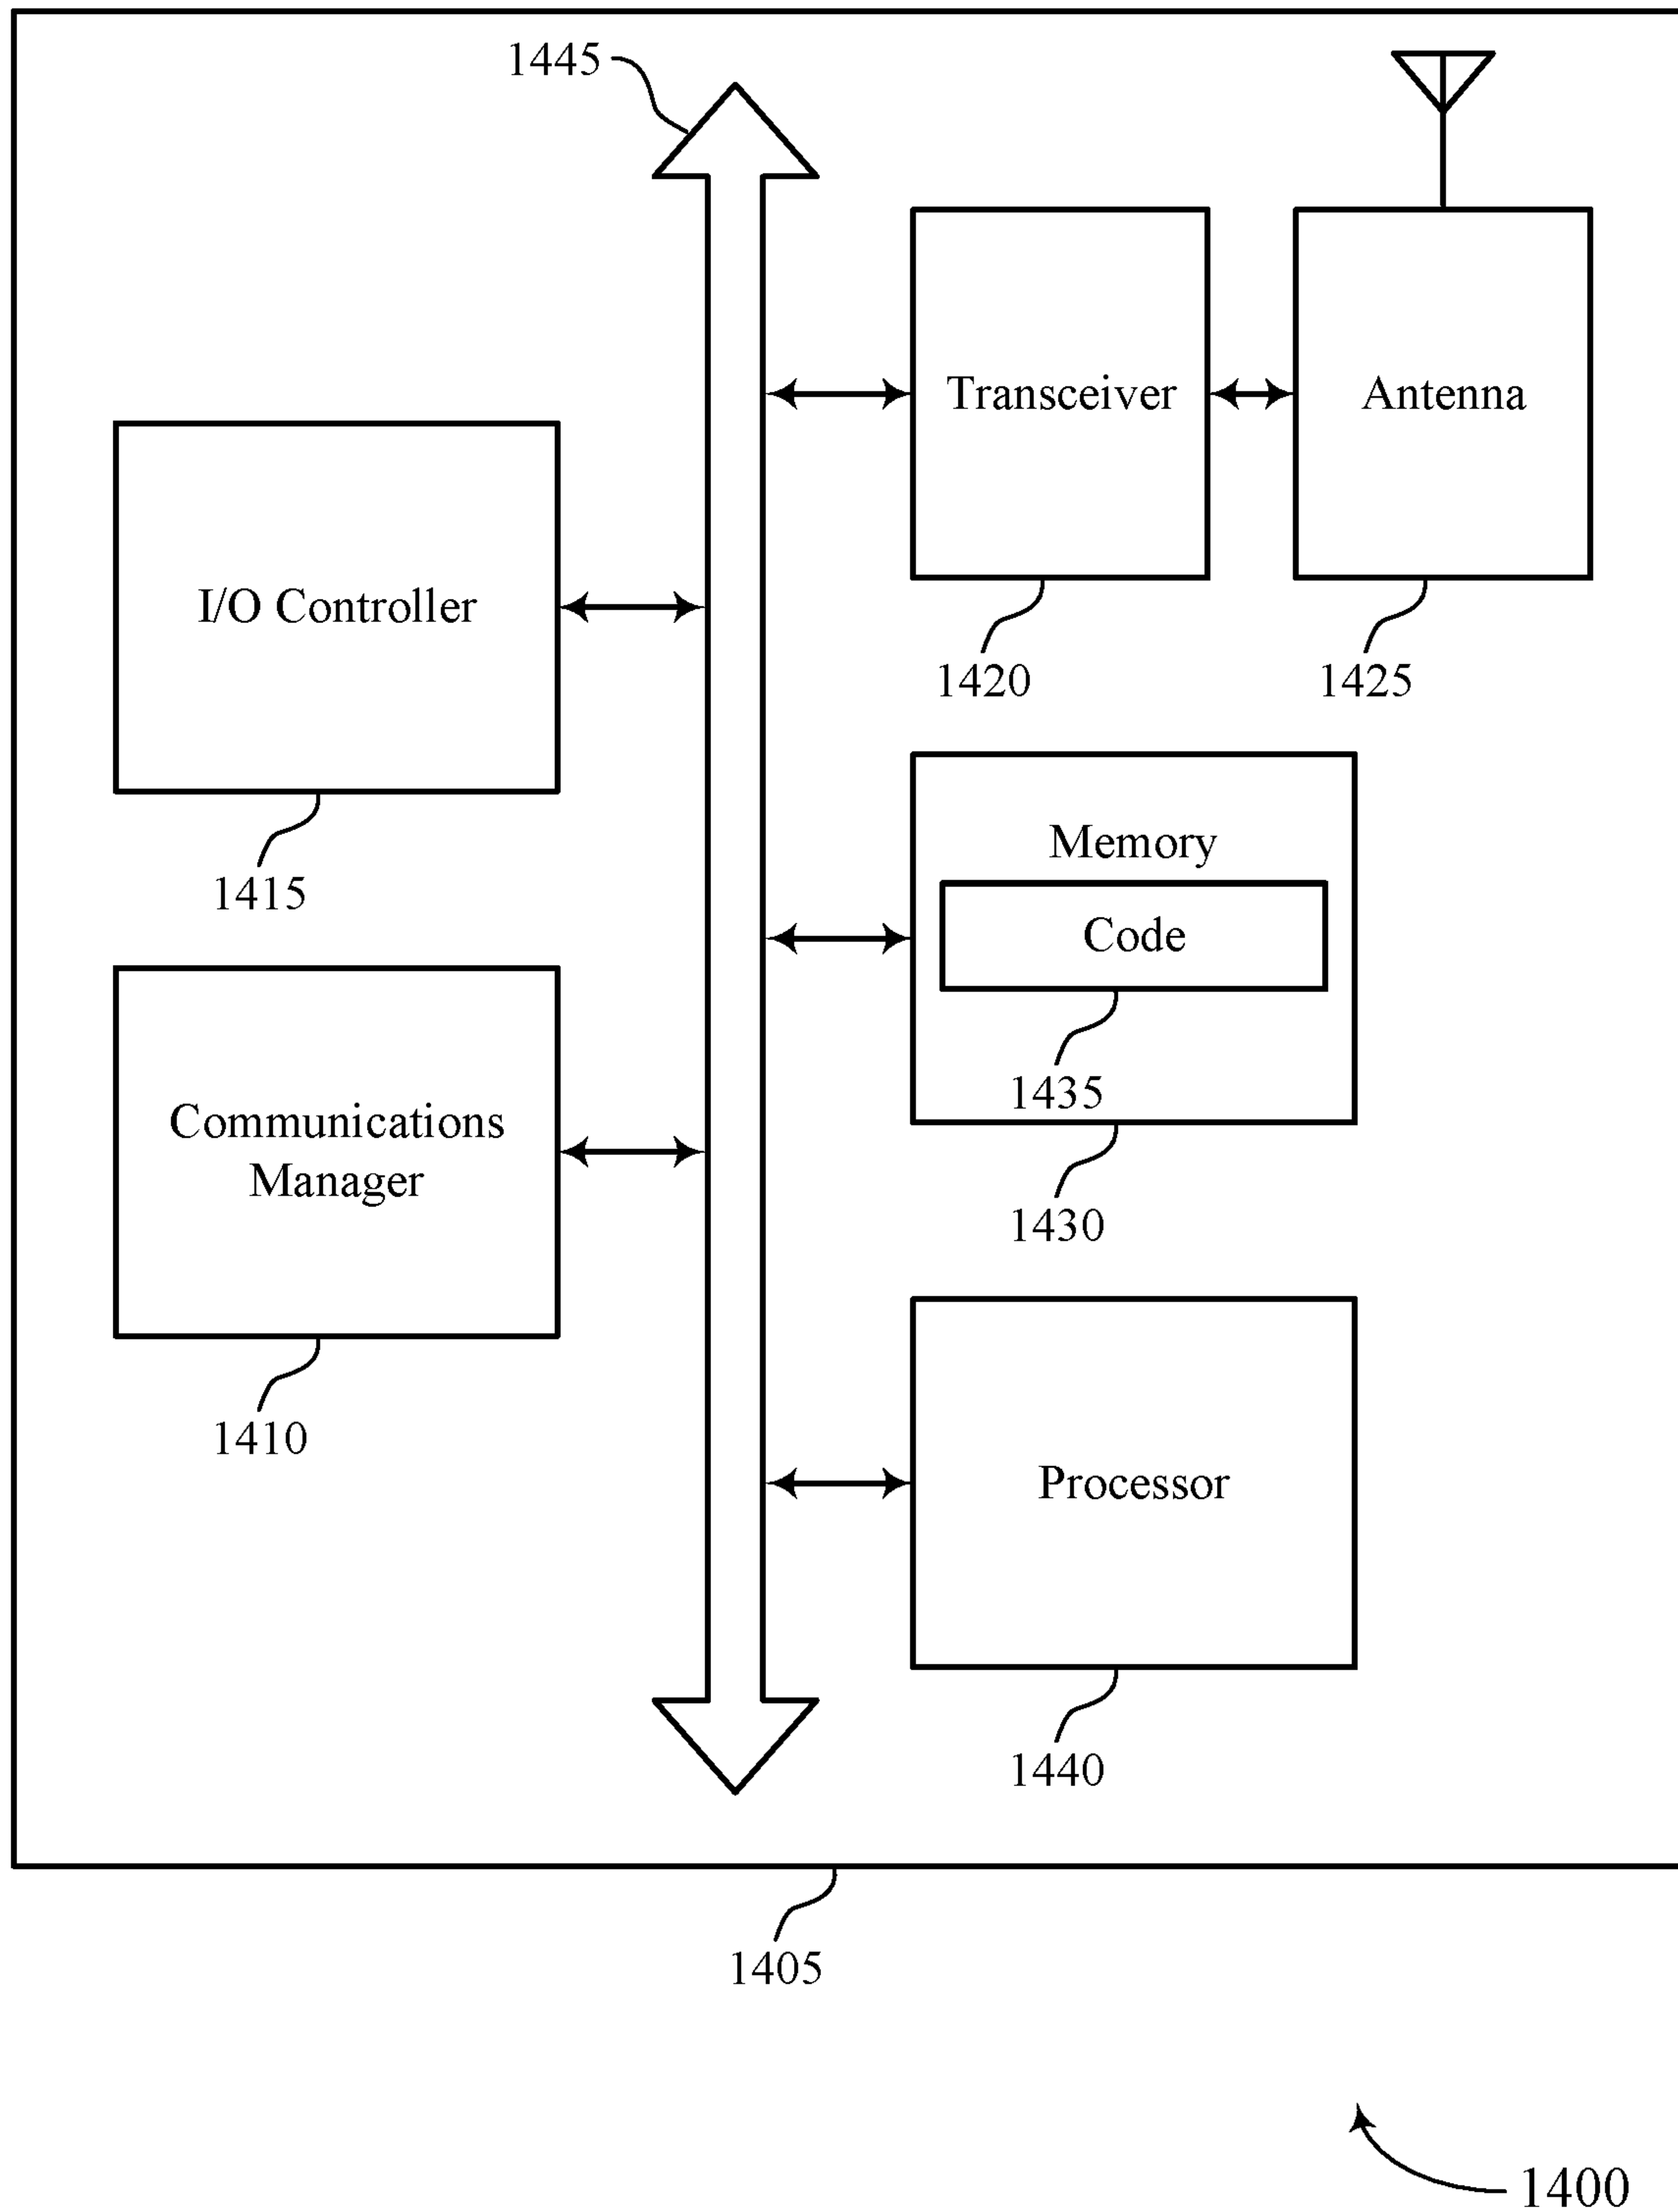 1445
Transceiver
Antenna
I/O Controller
1420
1425
1415
Memory
Code
1435
Communications
Manager
1430
1410
Processor
1440
1405
1400